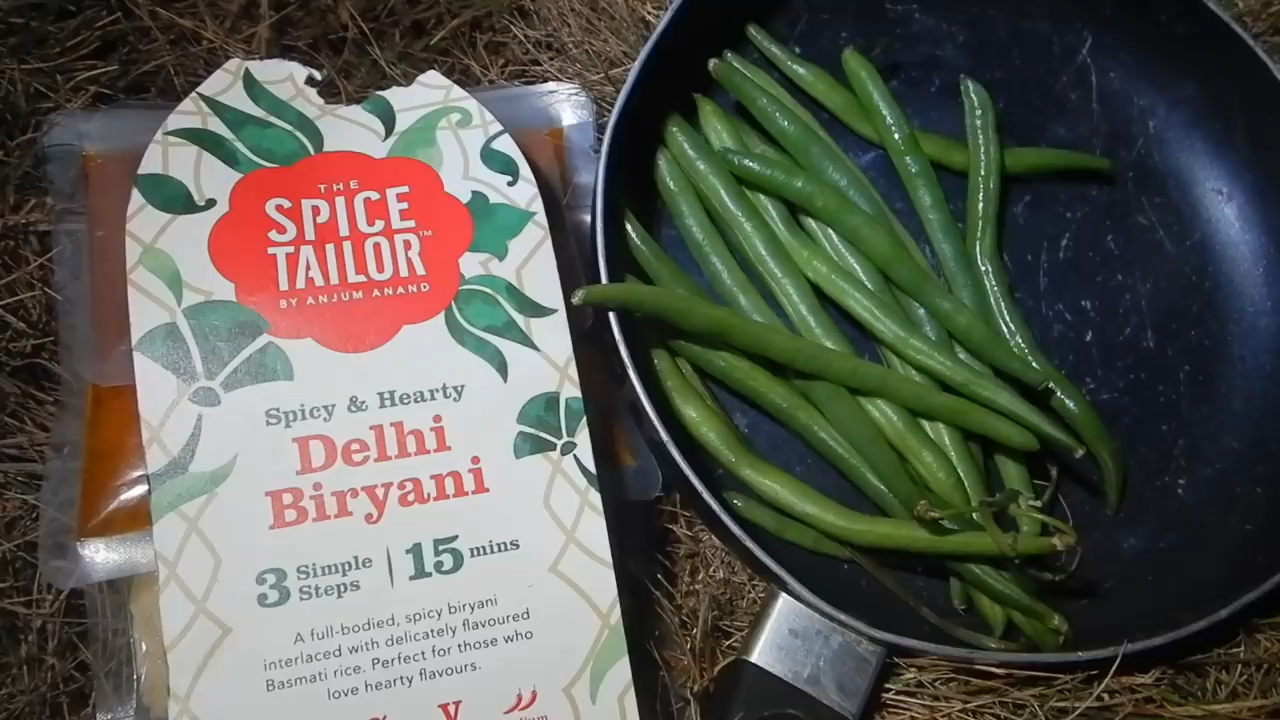 THE
SPICE
TAILOR™
BY ANJUM ANAND
Spicy & Hearty
Delhi
Biryani
3 Simple Steps | 15 mins
A full-bodied, spicy biryani
interlaced with delicately flavoured
Basmati rice. Perfect for those who
love hearty flavours.
V